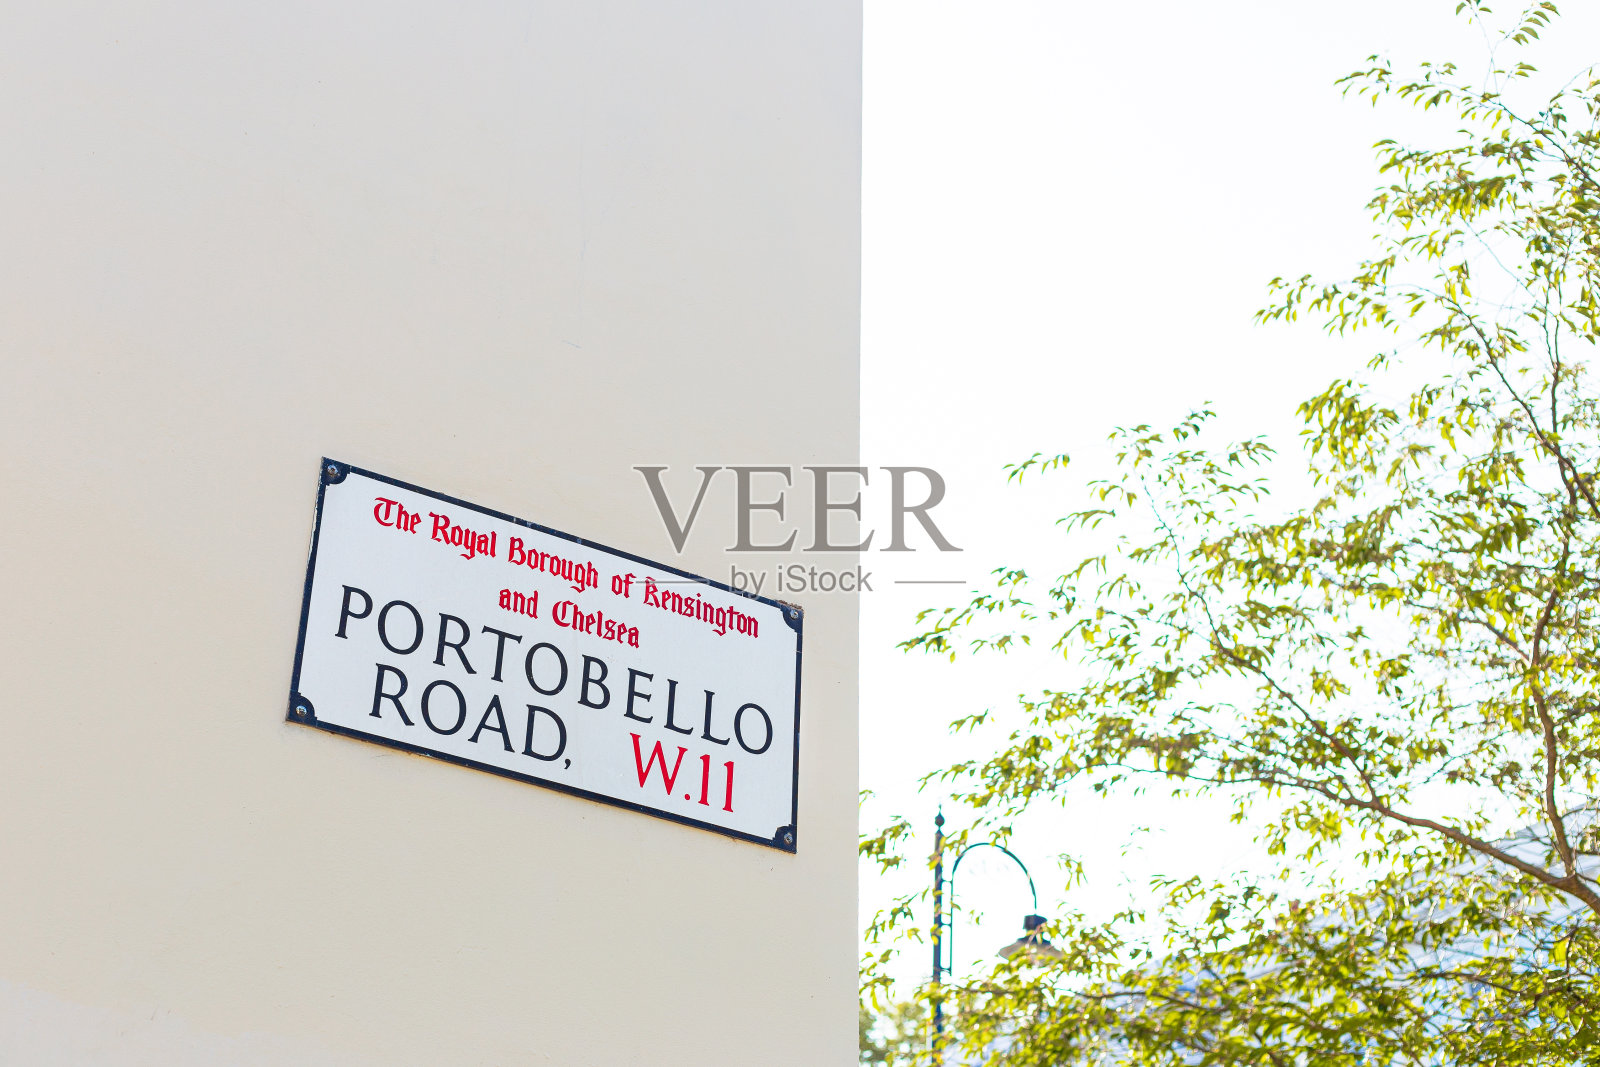 The Royal Borough of Kensington
and Chelsea
PORTOBELLO
ROAD, W.11
VEER
by iStock